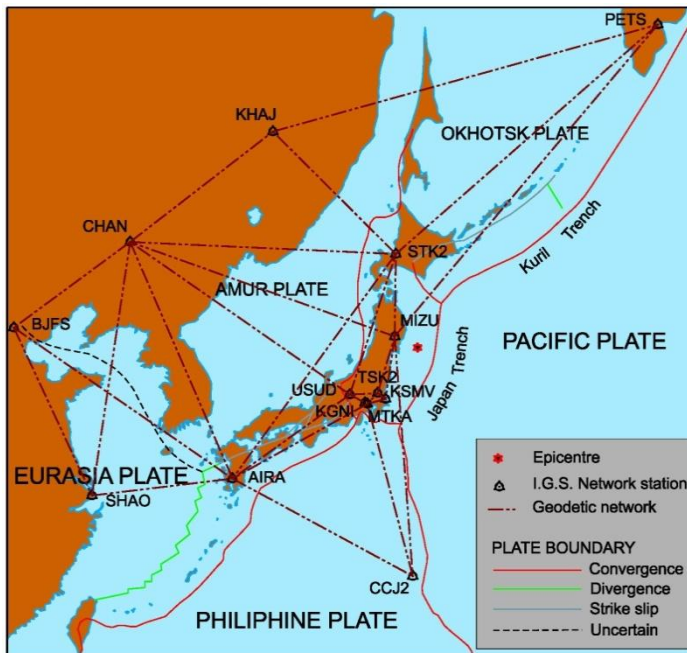 PETS
KHAJ
OKHOTSK PLATE
CHAN
STK2
Kuril Trench
AMUR PLATE
BJFS
MIZU
PACIFIC PLATE
Japan Trench
USUD
TSK2
KSMV
KGNI
MTKA
EURASIA PLATE
AIRA
SHAO
CCJ2
PHILIPHINE PLATE
Epicentre
I.G.S. Network station
Geodetic network
PLATE BOUNDARY
Convergence
Divergence
Strike slip
Uncertain